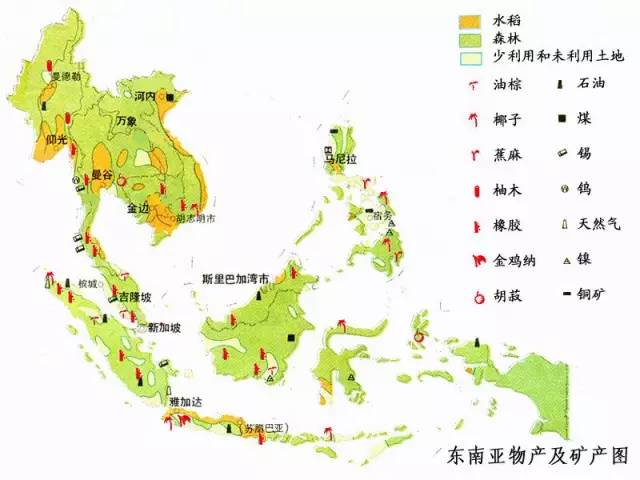 水稻
森林
少利用和未利用土地
油棕 石油
椰子 煤
蕉麻 锡
柚木 钨
橡胶 天然气
金鸡纳 镍
胡菽 铜矿
曼德勒
河内
万象
仰光
马尼拉
曼谷
金边
胡志明市
宿务
槟城
斯里巴加湾市
吉隆坡
新加坡
雅加达
(苏腊巴亚)
东南亚物产及矿产图